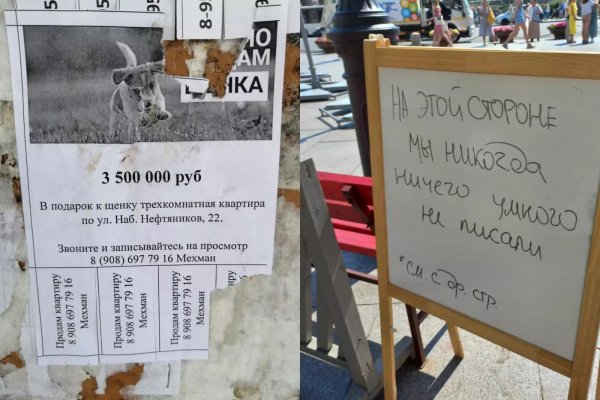 3 500 000 руб
В подарок к щенку трехкомнатная квартира
по ул. Наб. Нефтяников, 22.
Звоните и записывайтесь на просмотр
8 (908) 697 79 16 Мехман
Продам квартиру
8 908 697 79 16
Мехман
Продам квартиру
8 908 697 79 16
Мехман
Продам квартиру
8 908 697 79 16
Мехман
НА ЭТОЙ СТОРОНЕ
МЫ НИКОГДА
НИЧЕГО УМНОГО
НЕ ПИСАЛИ
*см. с др. стр.